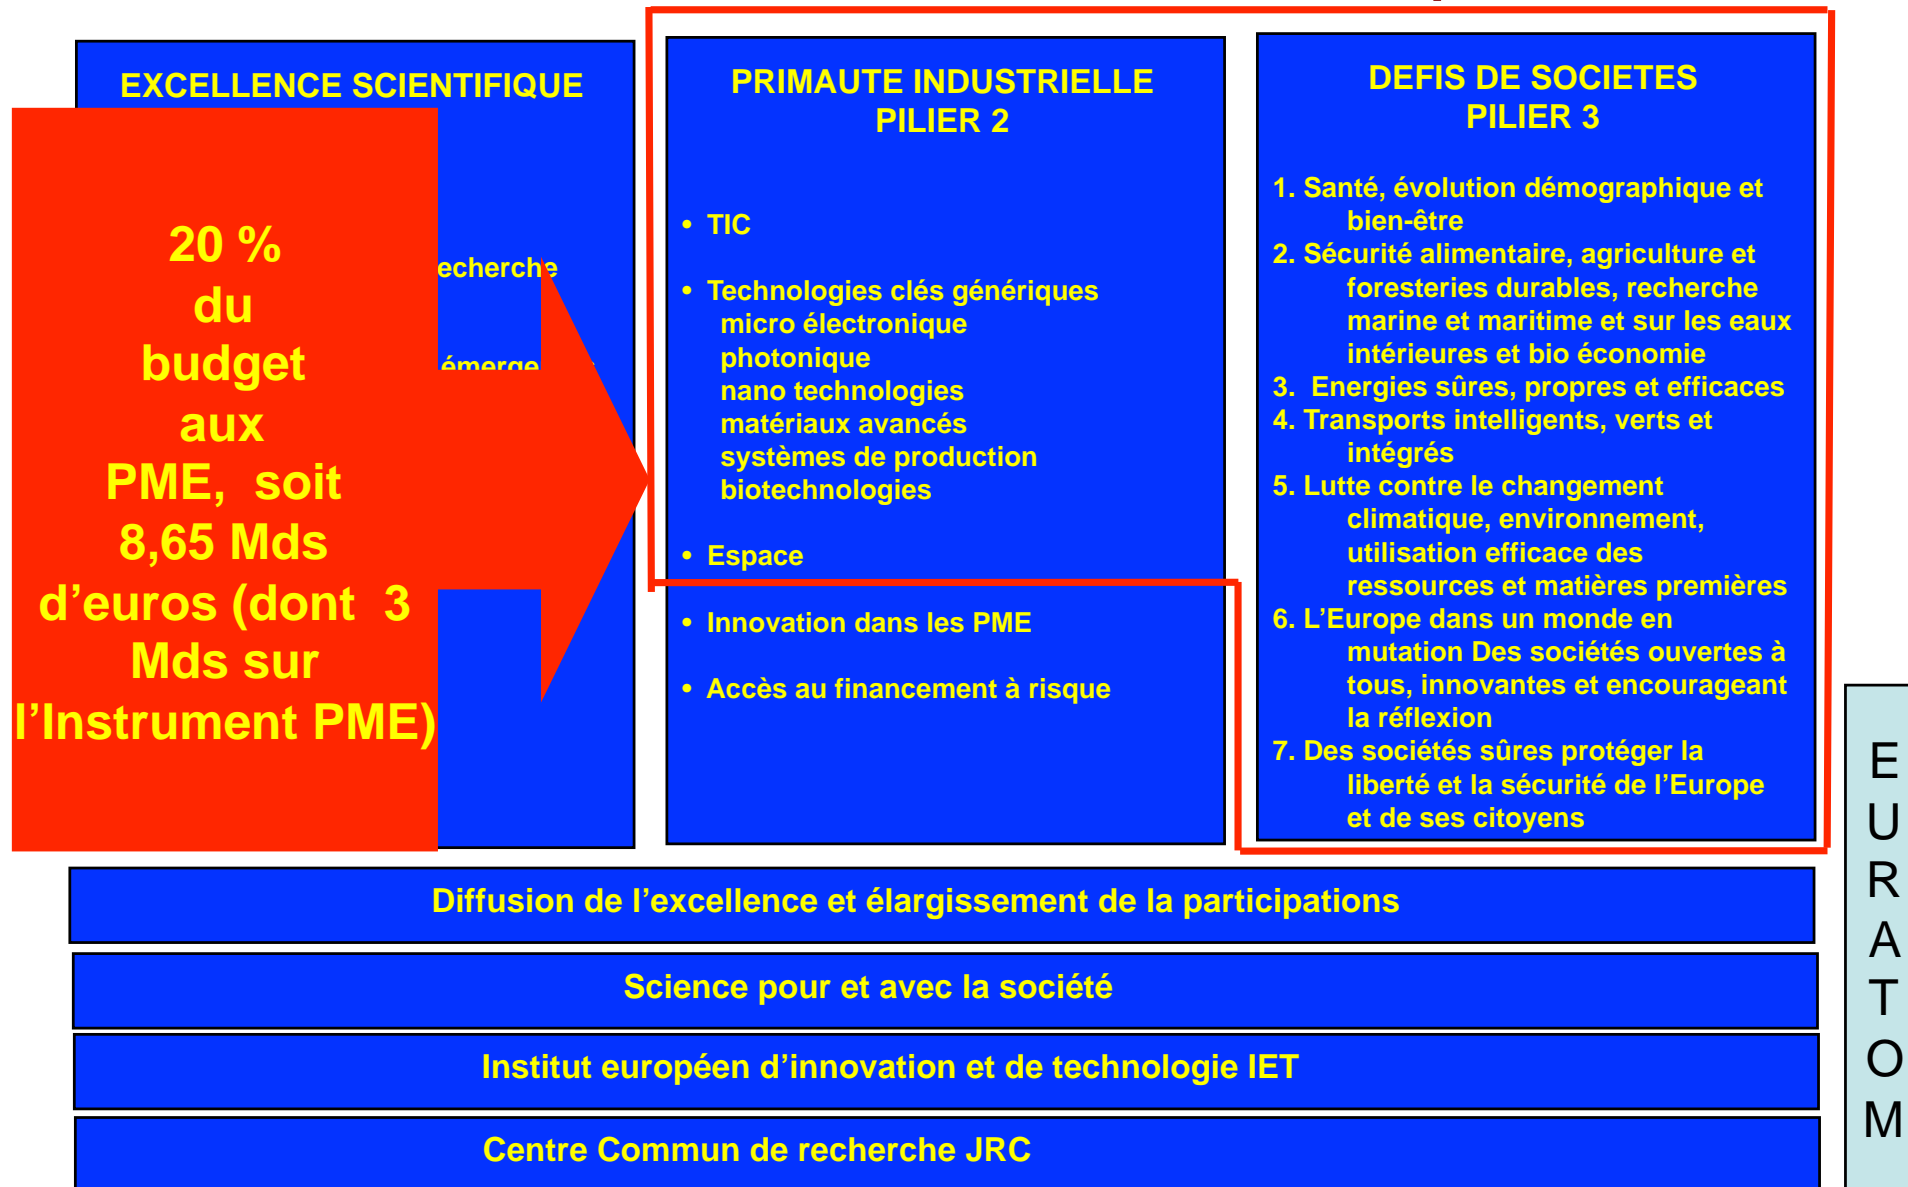 EXCELLENCE SCIENTIFIQUE
20 %
du
budget
aux
PME, soit
8,65 Mds
d’euros (dont 3
Mds sur
l’Instrument PME)
PRIMAUTE INDUSTRIELLE
PILIER 2
• TIC
• Technologies clés génériques
micro électronique
photonique
nano technologies
matériaux avancés
systèmes de production
biotechnologies
• Espace
• Innovation dans les PME
• Accès au financement à risque
DEFIS DE SOCIETES
PILIER 3
1. Santé, évolution démographique et
bien-être
2. Sécurité alimentaire, agriculture et
foresteries durables, recherche
marine et maritime et sur les eaux
intérieures et bio économie
3. Energies sûres, propres et efficaces
4. Transports intelligents, verts et
intégrés
5. Lutte contre le changement
climatique, environnement,
utilisation efficace des
ressources et matières premières
6. L’Europe dans un monde en
mutation Des sociétés ouvertes à
tous, innovantes et encourageant
la réflexion
7. Des sociétés sûres protéger la
liberté et la sécurité de l’Europe
et de ses citoyens
Diffusion de l’excellence et élargissement de la participations
Science pour et avec la société
Institut européen d’innovation et de technologie IET
Centre Commun de recherche JRC
E
U
R
A
T
O
M